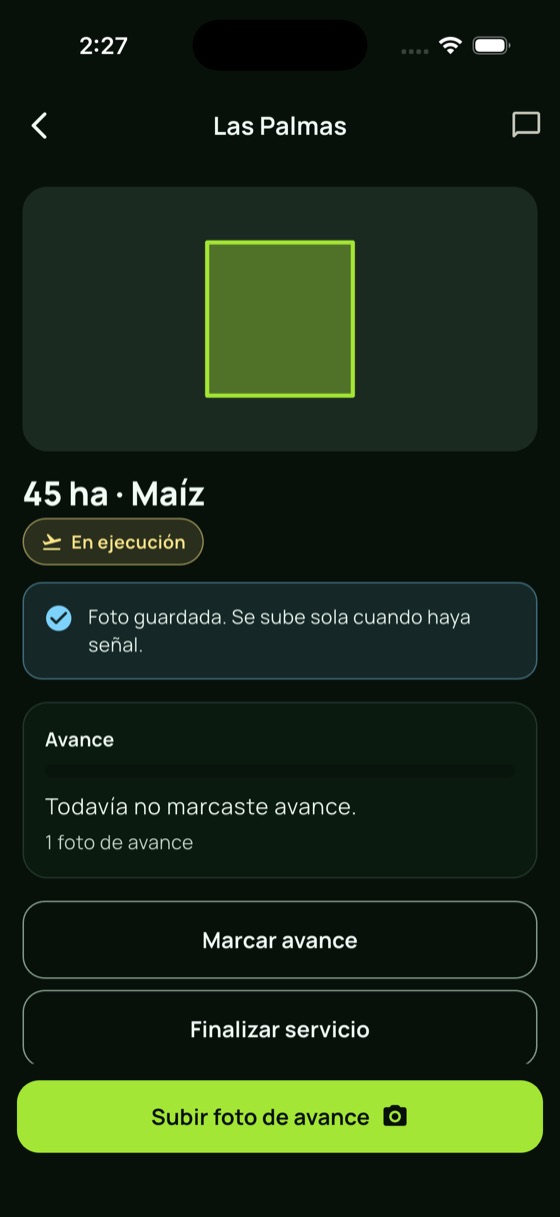 2:27
Las Palmas
45 ha · Maíz
En ejecución
Foto guardada. Se sube sola cuando haya
señal.
Avance
Todavía no marcaste avance.
1 foto de avance
Marcar avance
Finalizar servicio
Subir foto de avance